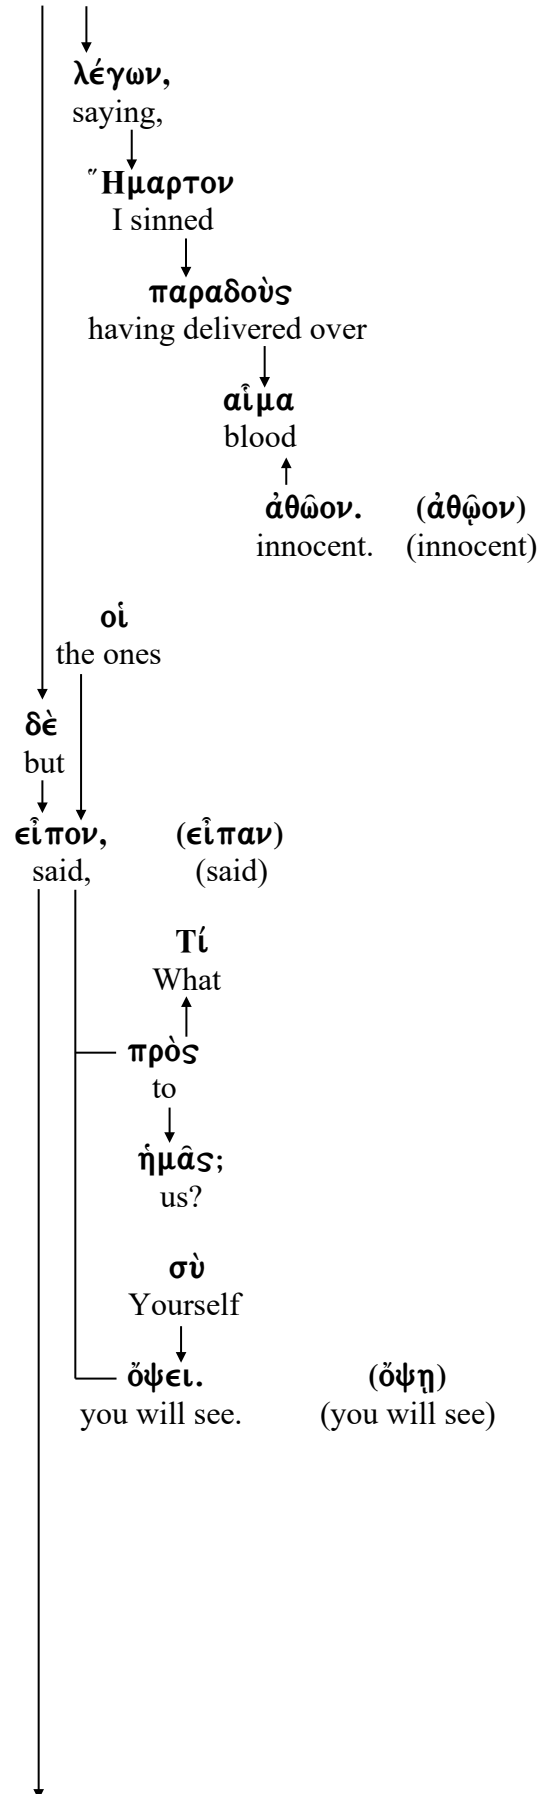 λέγων,
saying,
῞Ημαρτον
I sinned
παραδοὺς
having delivered over
αἷμα
blood
ἀθῶον. (ἀθῷον)
innocent. (innocent)
οἱ
the ones
δὲ
but
εἶπον, (εἶπαν)
said, (said)
Τί
What
πρὸς
to
ἡμᾶς;
us?
σὺ
Yourself
ὄψει. (ὄψῃ)
you will see. (you will see)